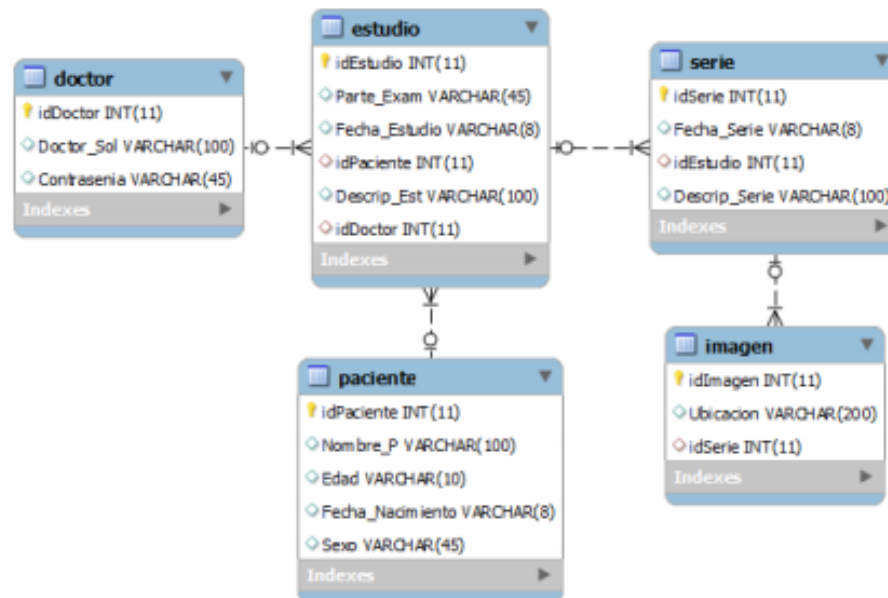 doctor
idDoctor INT(11)
Doctor_Sol VARCHAR(100)
Contrasenia VARCHAR(45)
Indexes
estudio
idEstudio INT(11)
Parte_Exam VARCHAR(45)
Fecha_Estudio VARCHAR(8)
idPaciente INT(11)
Descrip_Est VARCHAR(100)
idDoctor INT(11)
Indexes
serie
idSerie INT(11)
Fecha_Serie VARCHAR(8)
idEstudio INT(11)
Descrip_Serie VARCHAR(100)
Indexes
paciente
idPaciente INT(11)
Nombre_P VARCHAR(100)
Edad VARCHAR(10)
Fecha_Nacimiento VARCHAR(8)
Sexo VARCHAR(45)
Indexes
imagen
idImagen INT(11)
Ubicacion VARCHAR(200)
idSerie INT(11)
Indexes